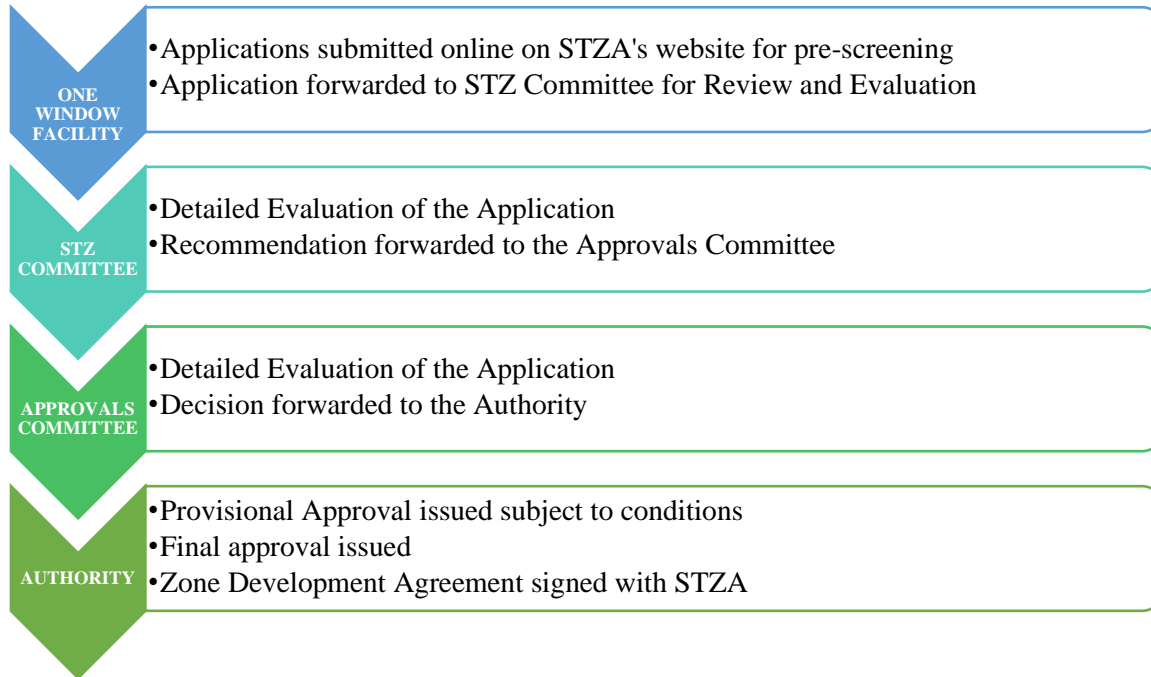 ONE
WINDOW
FACILITY
•Applications submitted online on STZA's website for pre-screening
•Application forwarded to STZ Committee for Review and Evaluation
STZ
COMMITTEE
•Detailed Evaluation of the Application
•Recommendation forwarded to the Approvals Committee
APPROVALS
COMMITTEE
•Detailed Evaluation of the Application
•Decision forwarded to the Authority
AUTHORITY
•Provisional Approval issued subject to conditions
•Final approval issued
•Zone Development Agreement signed with STZA